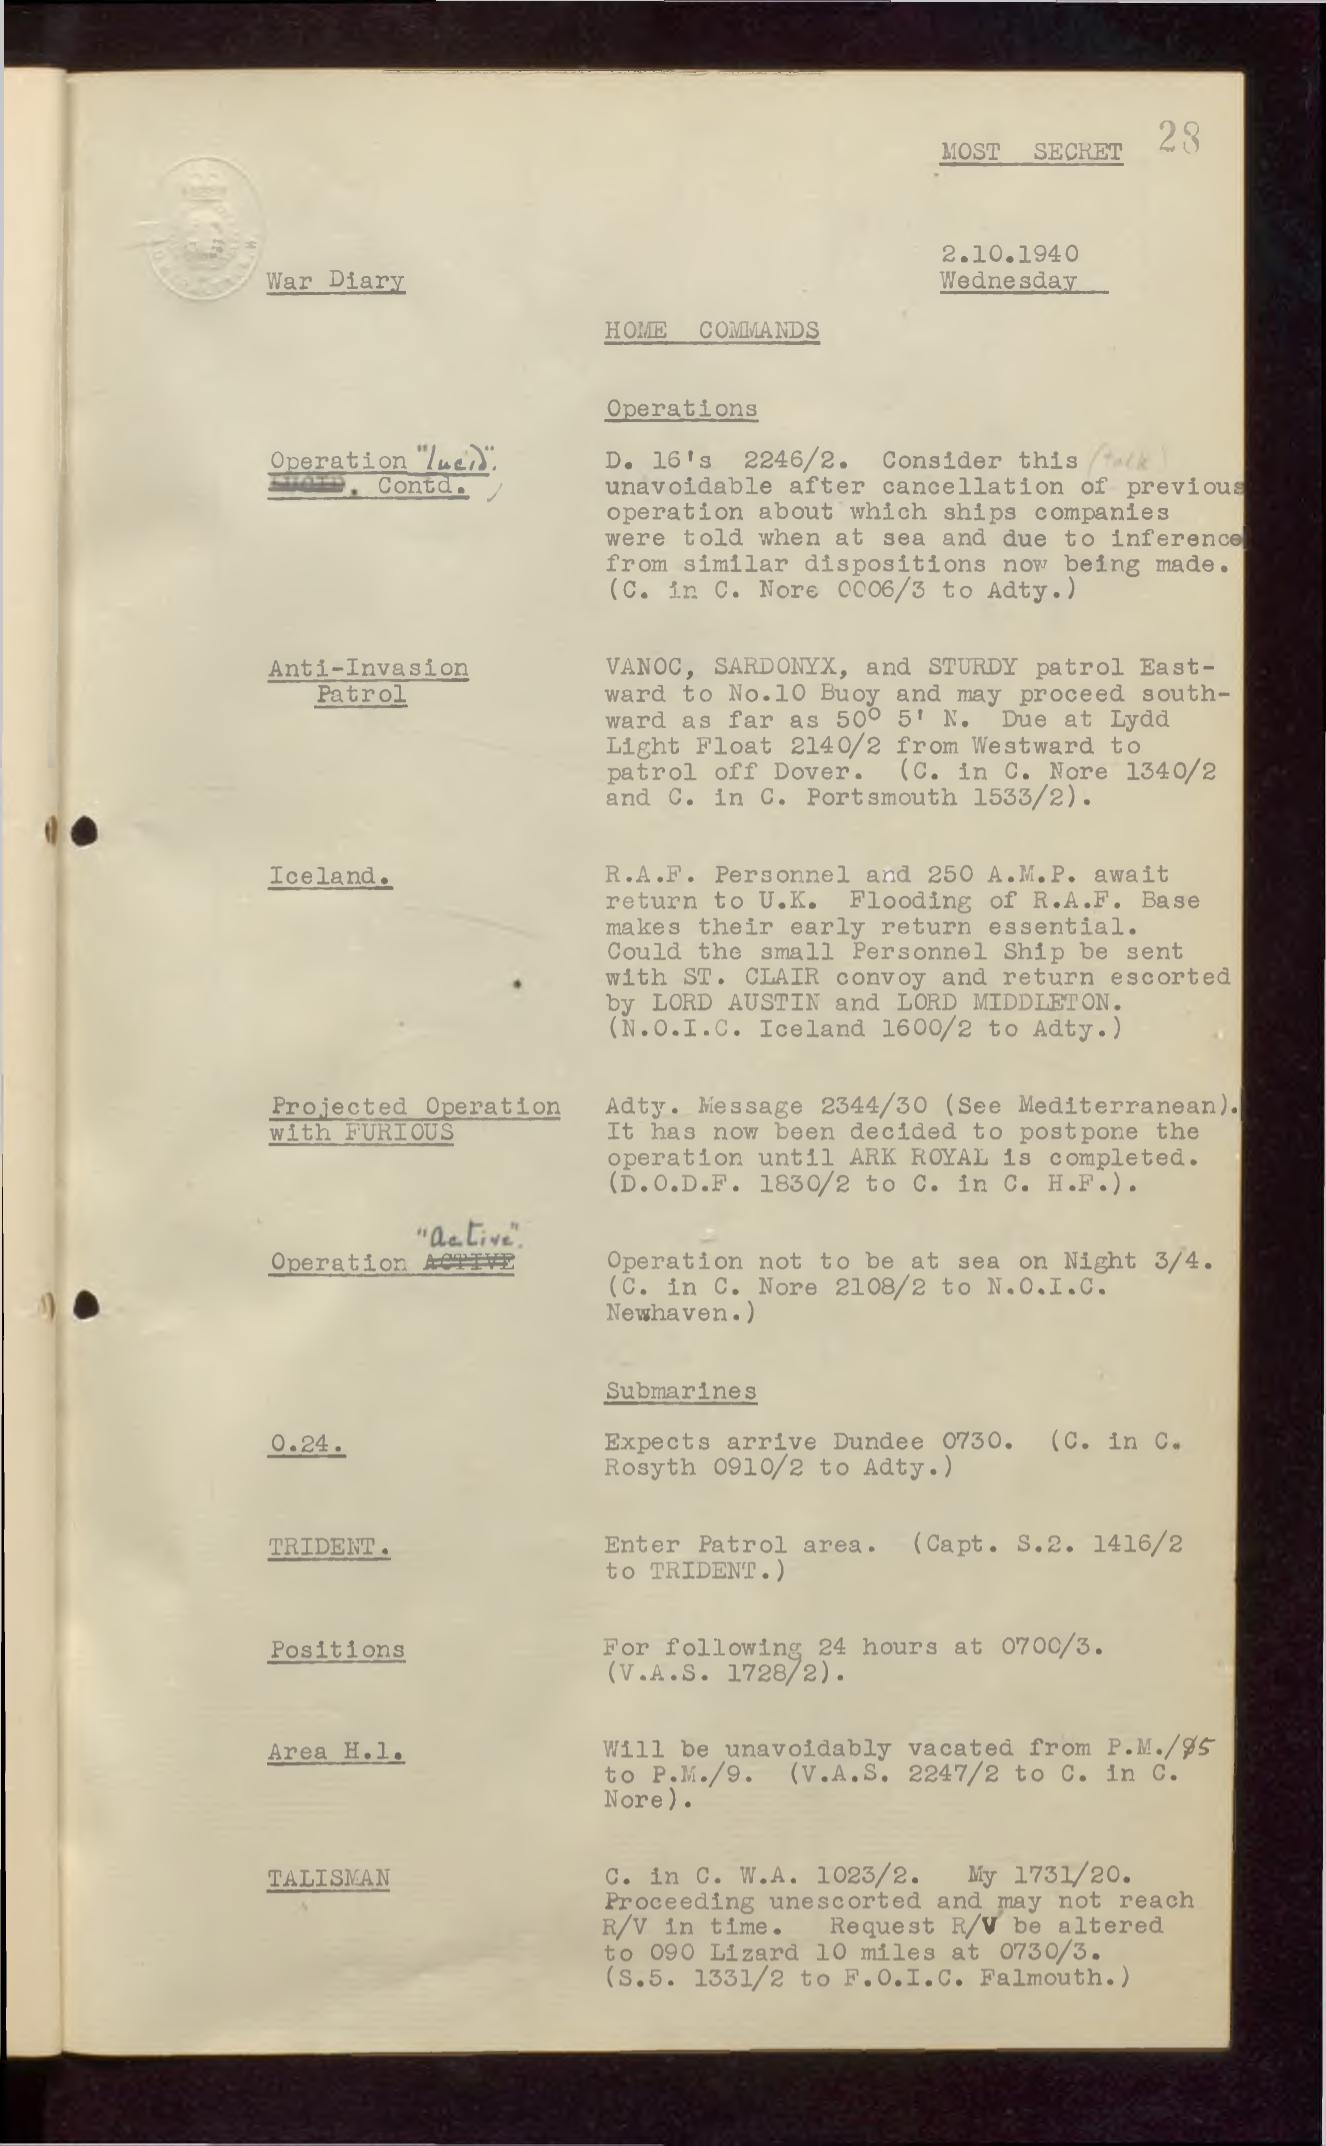 MOST SECRET 28
2.10.1940
War Diary Wednesday
HOME COMMANDS
Operations
Operation "Lucid". D. 16's 2246/2. Consider this (talk)
LUCID. Contd. unavoidable after cancellation of previous
operation about which ships companies
were told when at sea and due to inference
from similar dispositions now being made.
(C. in C. Nore 0006/3 to Adty.)
Anti-Invasion VANOC, SARDONYX, and STURDY patrol East-
Patrol ward to No.10 Buoy and may proceed south-
ward as far as 50° 5' N. Due at Lydd
Light Float 2140/2 from Westward to
patrol off Dover. (C. in C. Nore 1340/2
and C. in C. Portsmouth 1533/2).
Iceland. R.A.F. Personnel and 250 A.M.P. await
return to U.K. Flooding of R.A.F. Base
makes their early return essential.
Could the small Personnel Ship be sent
with ST. CLAIR convoy and return escorted
by LORD AUSTIN and LORD MIDDLETON.
(N.O.I.C. Iceland 1600/2 to Adty.)
Projected Operation Adty. Message 2344/30 (See Mediterranean).
with FURIOUS It has now been decided to postpone the
operation until ARK ROYAL is completed.
(D.O.D.F. 1830/2 to C. in C. H.F.).
"Active".
Operation ACTIVE Operation not to be at sea on Night 3/4.
(C. in C. Nore 2108/2 to N.O.I.C.
Newhaven.)
Submarines
O.24. Expects arrive Dundee 0730. (C. in C.
Rosyth 0910/2 to Adty.)
TRIDENT. Enter Patrol area. (Capt. S.2. 1416/2
to TRIDENT.)
Positions For following 24 hours at 0700/3.
(V.A.S. 1728/2).
Area H.1. Will be unavoidably vacated from P.M./5
to P.M./9. (V.A.S. 2247/2 to C. in C.
Nore).
TALISMAN C. in C. W.A. 1023/2. My 1731/20.
Proceeding unescorted and may not reach
R/V in time. Request R/V be altered
to 090 Lizard 10 miles at 0730/3.
(S.5. 1331/2 to F.O.I.C. Falmouth.)